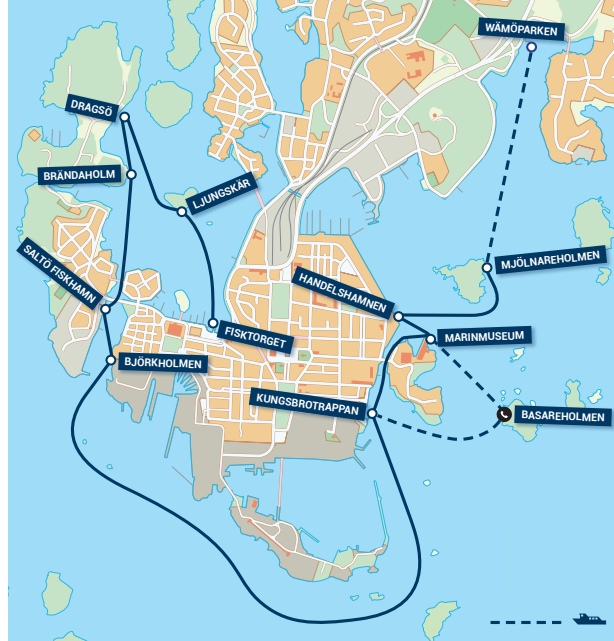 WÄMÖPARKEN
DRAGSÖ
BRÄNDAHOLM
LJUNGSKÄR
MJÖLNAREHOLMEN
SALTÖ FISKHAMN
HANDELSHAMNEN
FISKTORGET
MARINMUSEUM
BJÖRKHOLMEN
KUNGSBROTRAPPAN
BASAREHOLMEN